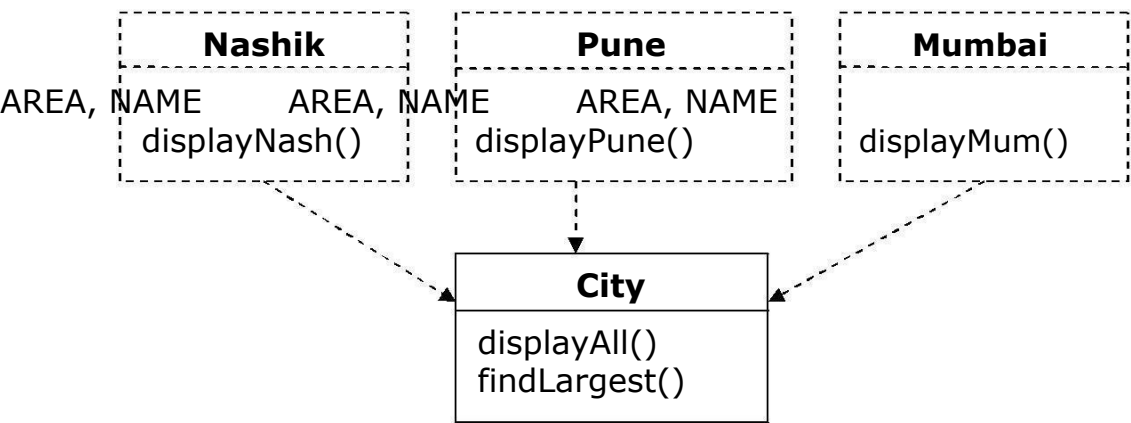 Nashik Pune Mumbai
AREA, NAME AREA, NAME AREA, NAME
displayNash() displayPune() displayMum()
City
displayAll()
findLargest()